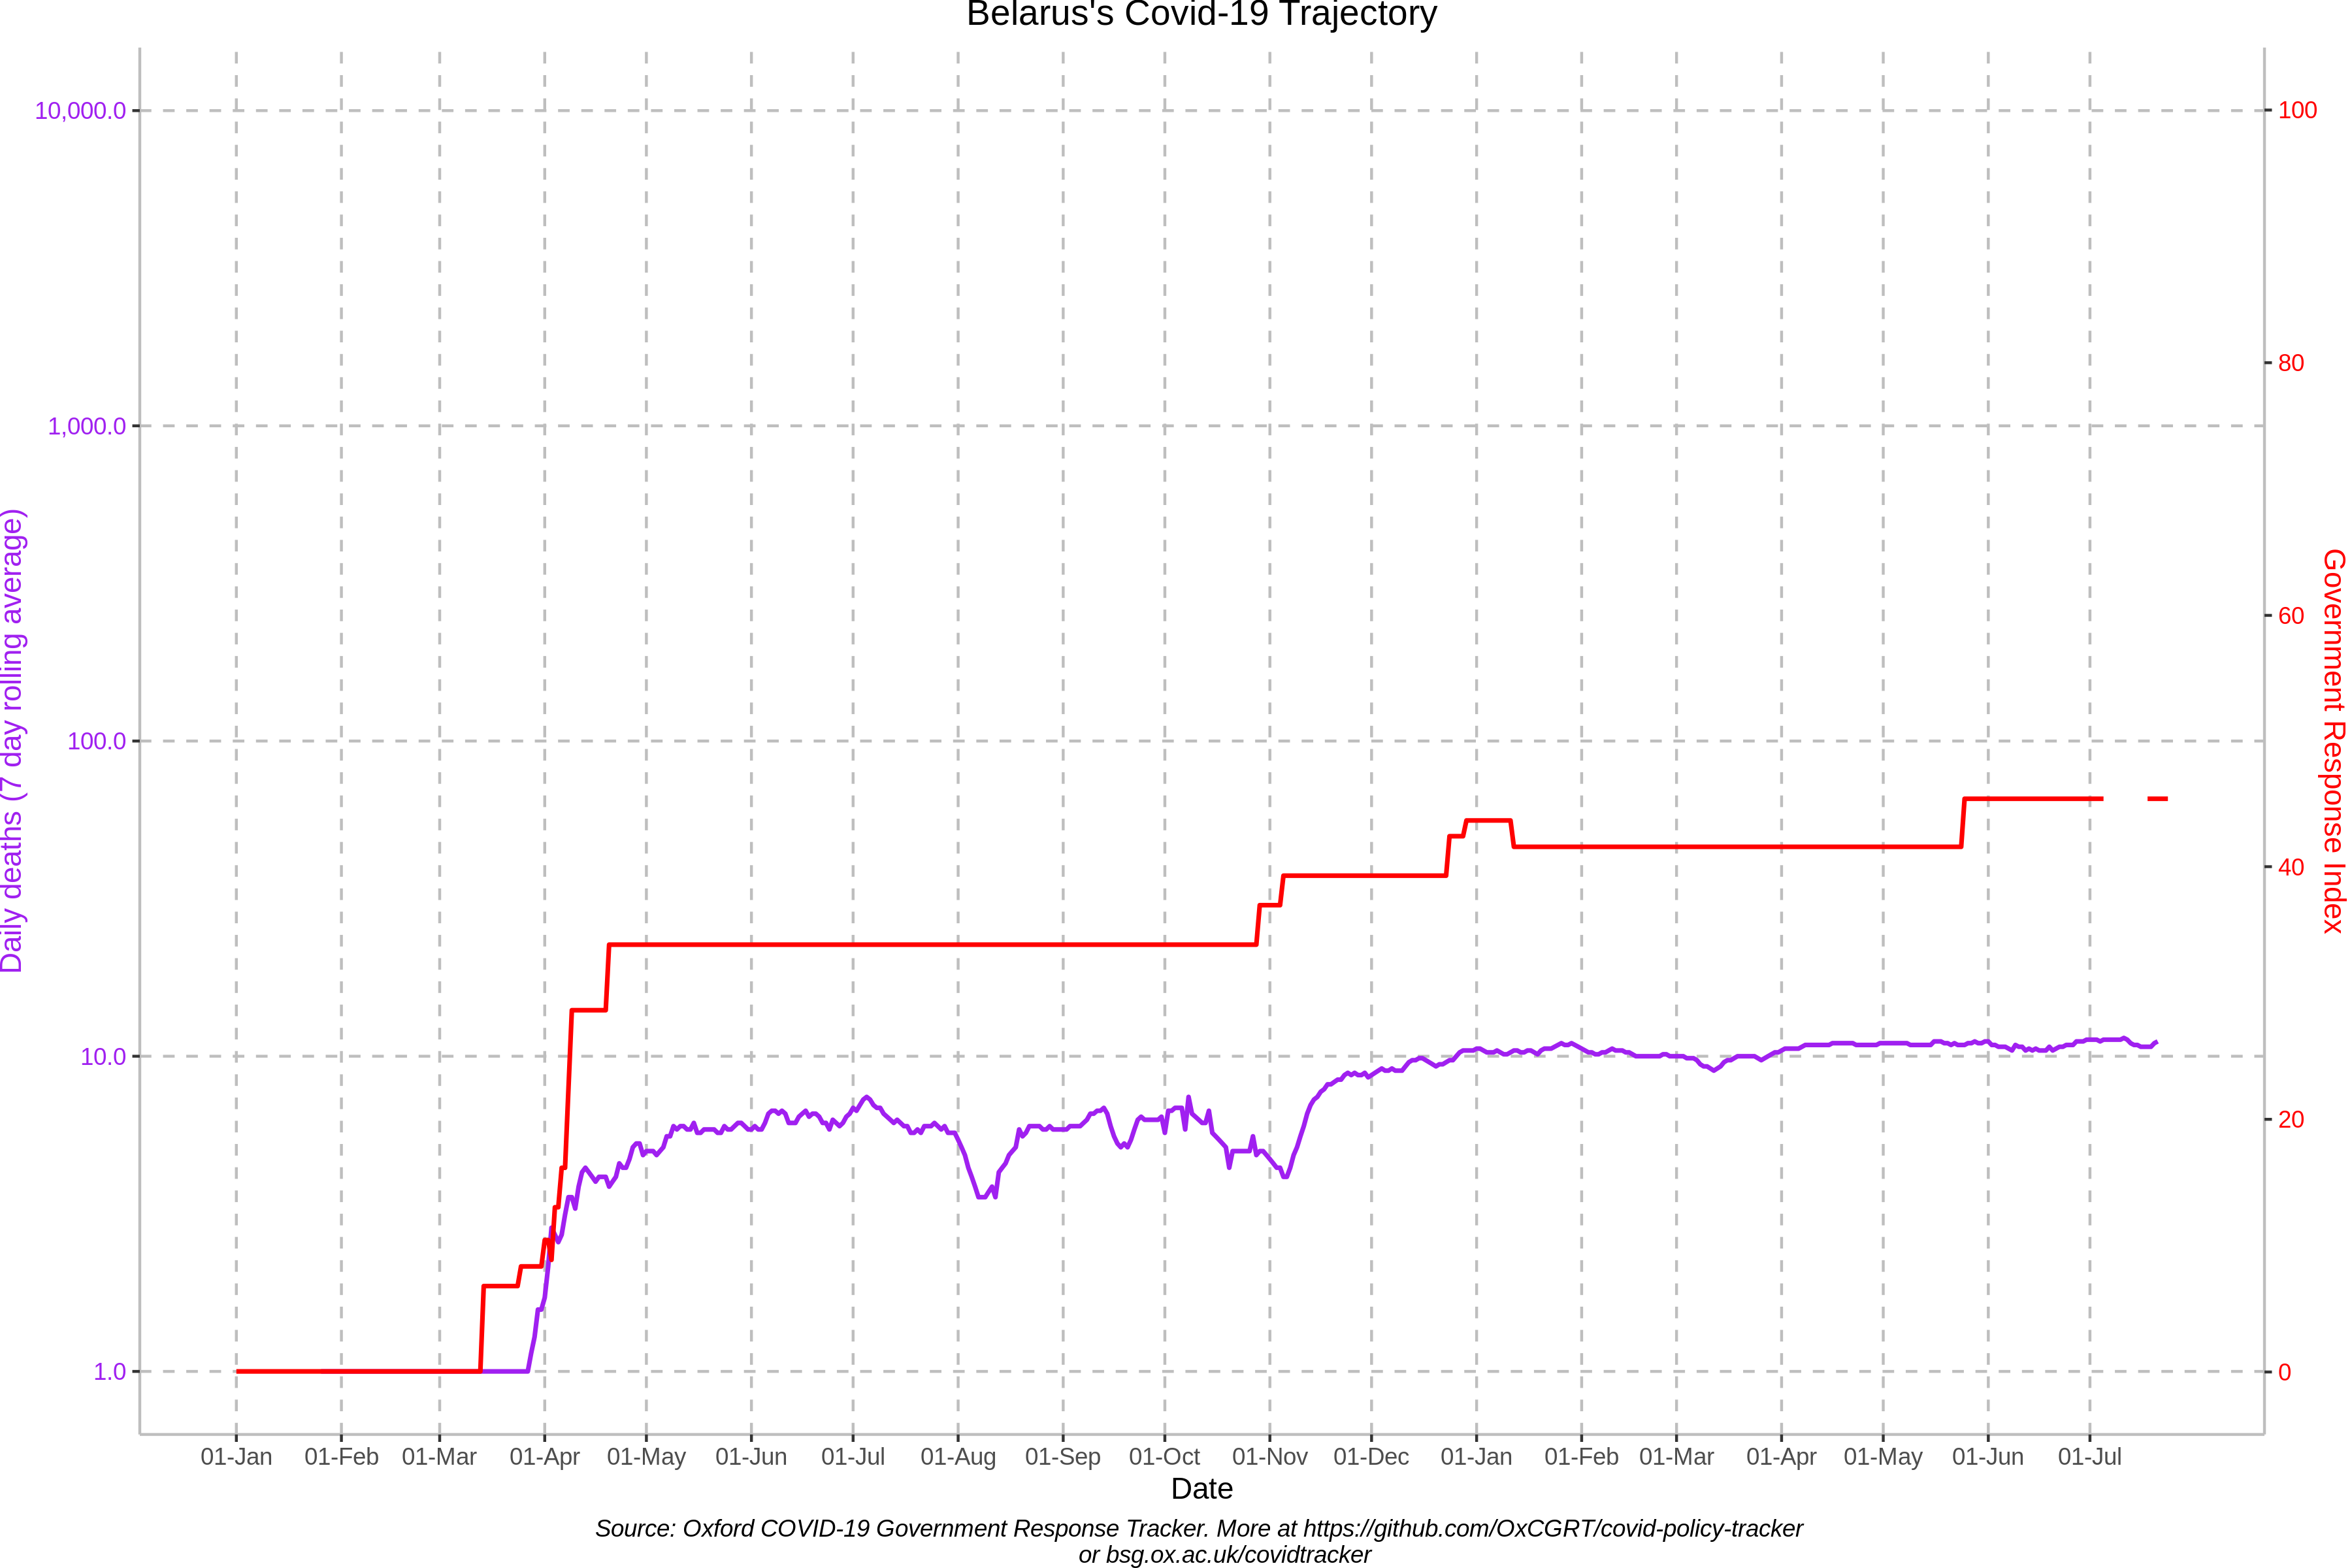 Belarus's Covid-19 Trajectory
10,000.0
1,000.0
100.0
10.0
1.0
Daily deaths (7 day rolling average)
100
80
60
40
20
0
Government Response Index
01-Jan 01-Feb 01-Mar 01-Apr 01-May 01-Jun 01-Jul 01-Aug 01-Sep 01-Oct 01-Nov 01-Dec 01-Jan 01-Feb 01-Mar 01-Apr 01-May 01-Jun 01-Jul
Date
Source: Oxford COVID-19 Government Response Tracker. More at https://github.com/OxCGRT/covid-policy-tracker
or bsg.ox.ac.uk/covidtracker